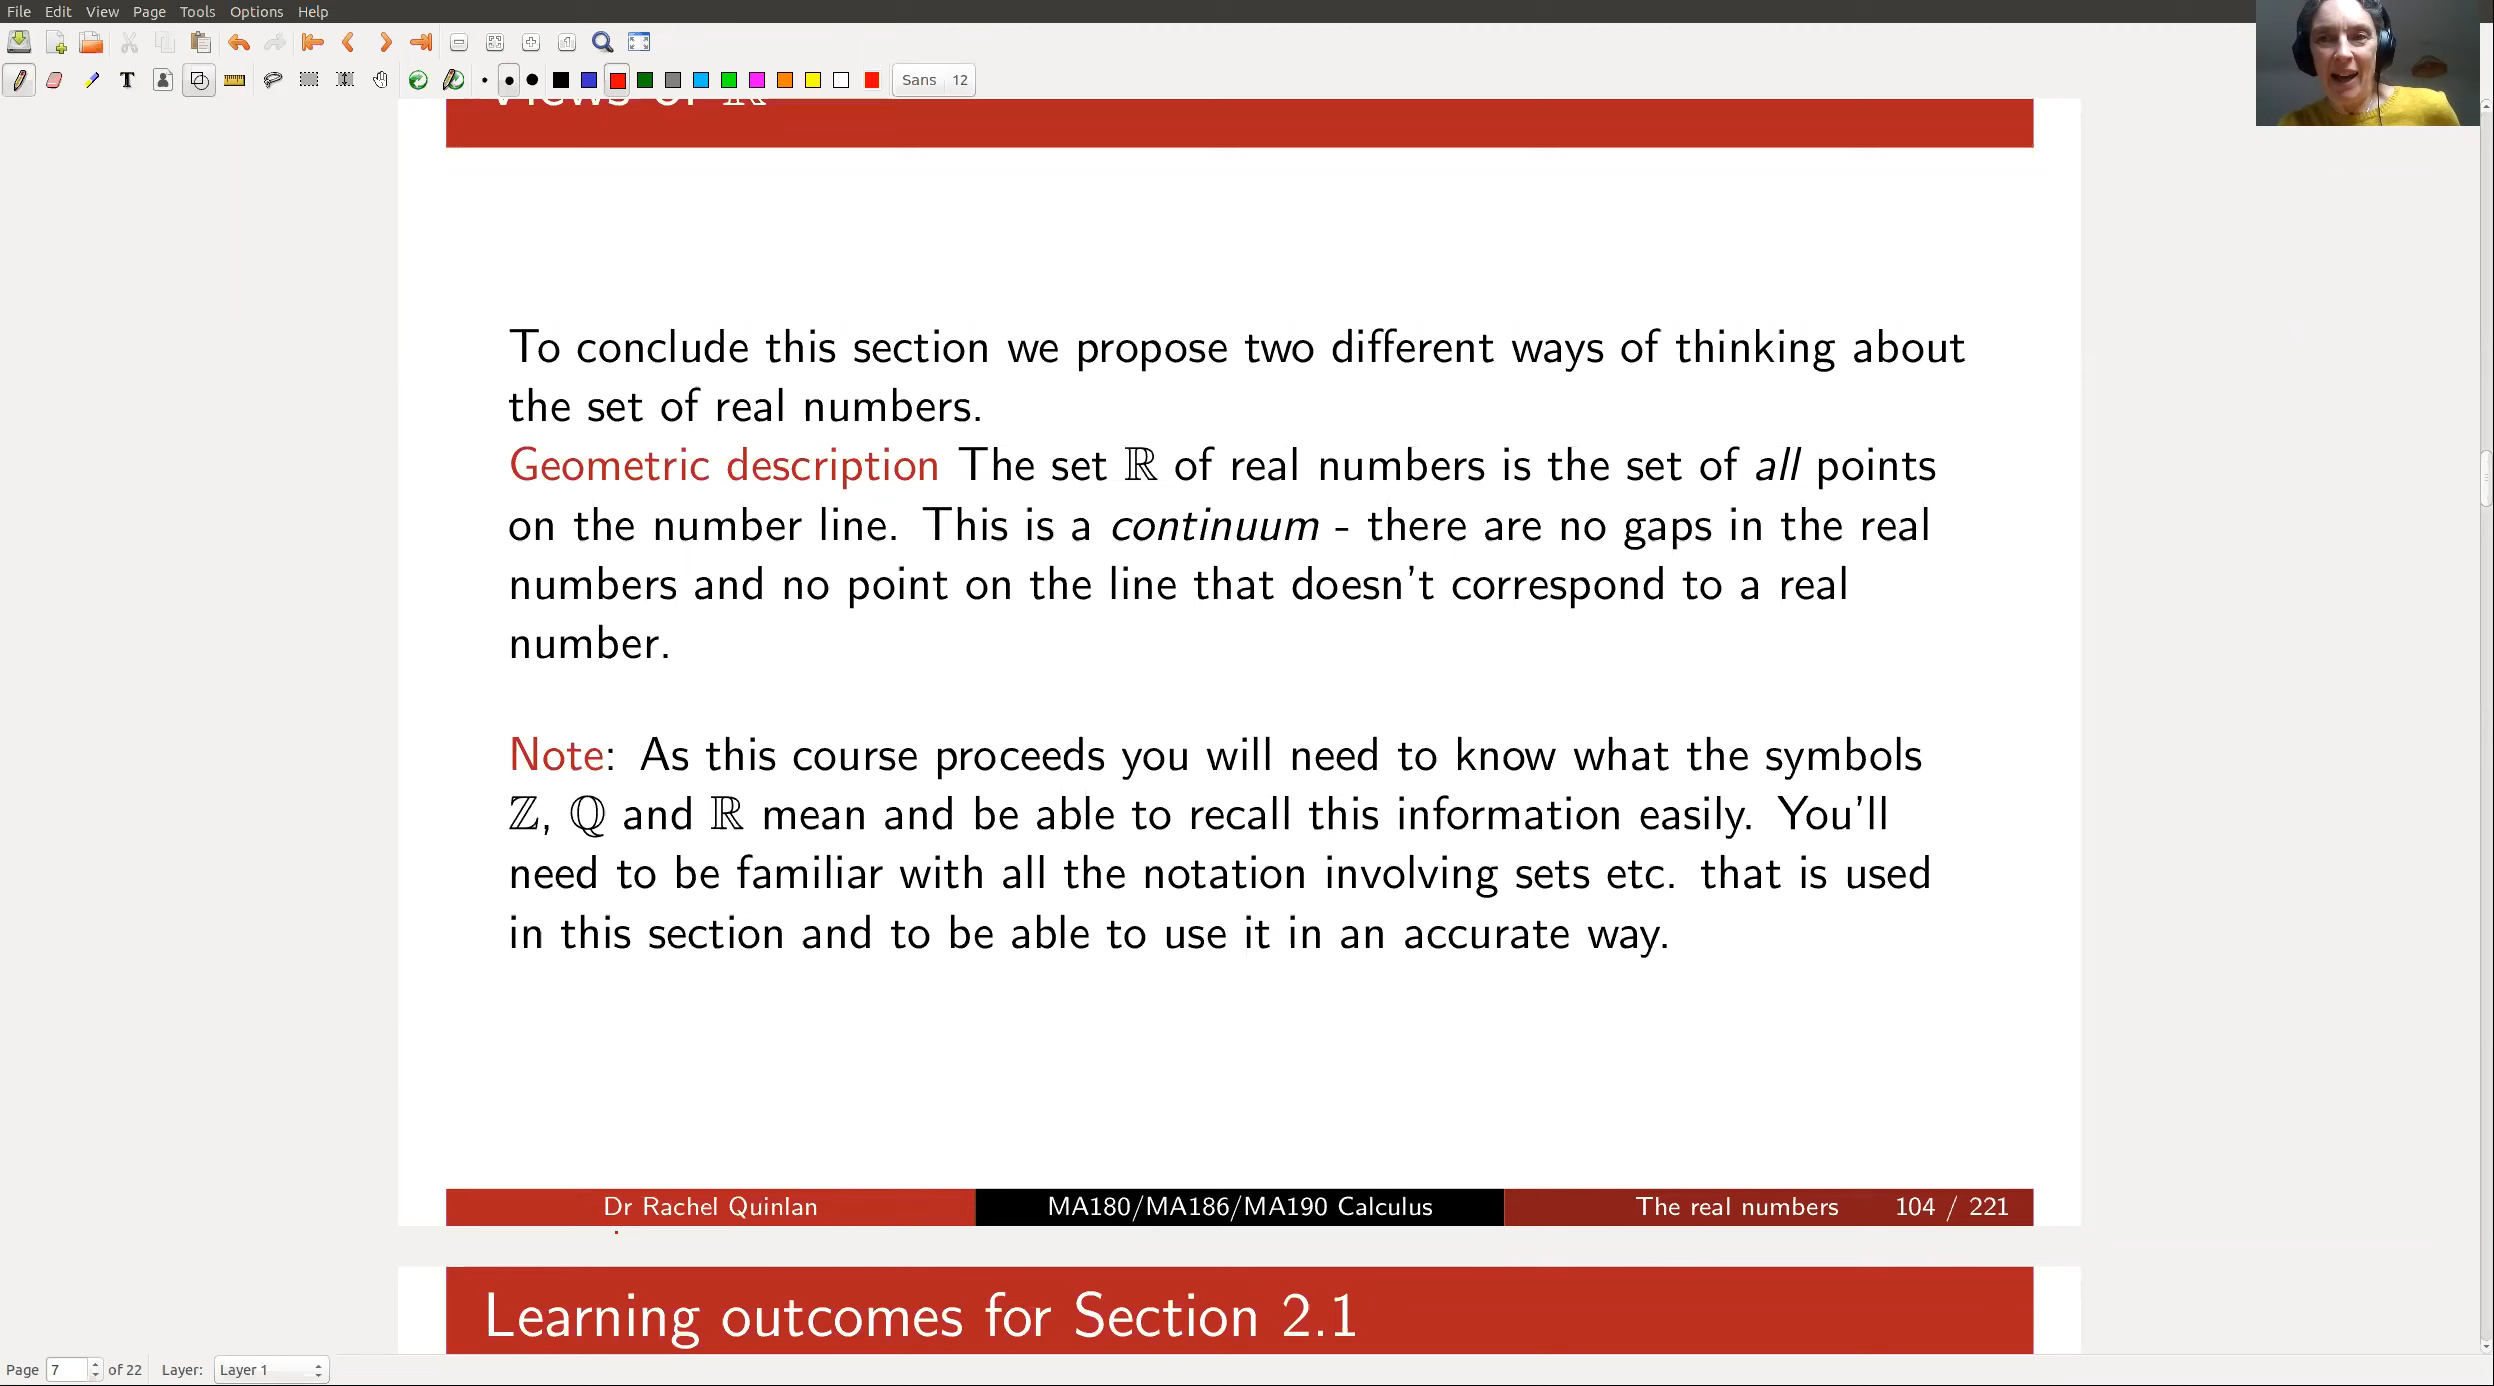 File Edit View Page Tools Options Help
T Sans 12
Views of ℝ
To conclude this section we propose two different ways of thinking about
the set of real numbers.
Geometric description The set ℝ of real numbers is the set of all points
on the number line. This is a continuum - there are no gaps in the real
numbers and no point on the line that doesn't correspond to a real
number.
Note: As this course proceeds you will need to know what the symbols
ℤ, ℚ and ℝ mean and be able to recall this information easily. You'll
need to be familiar with all the notation involving sets etc. that is used
in this section and to be able to use it in an accurate way.
Dr Rachel Quinlan MA180/MA186/MA190 Calculus The real numbers 104 / 221
Learning outcomes for Section 2.1
Page 7 of 22 Layer: Layer 1